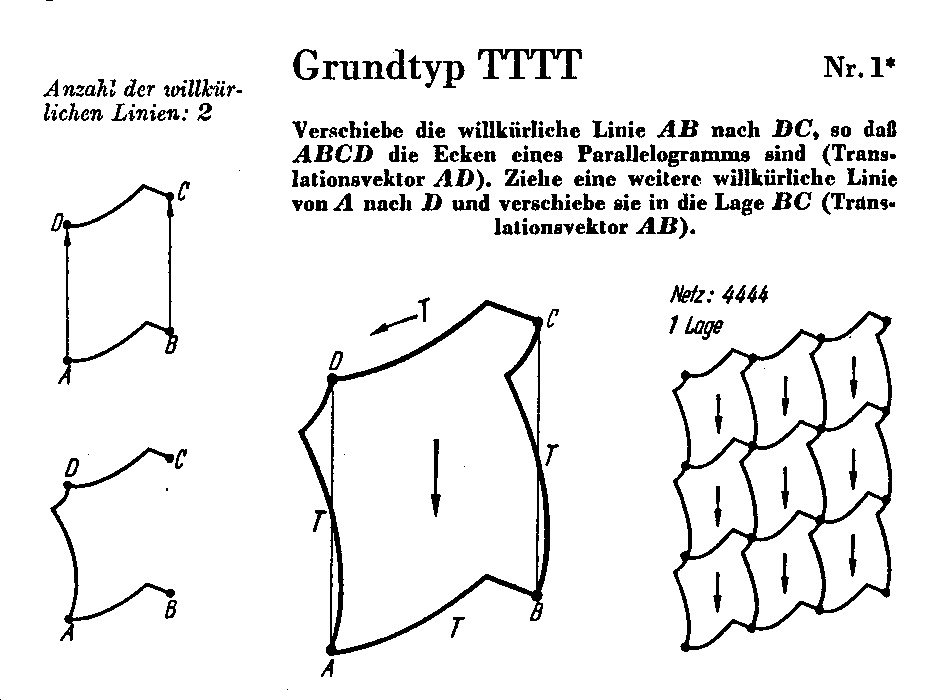 Grundtyp TTTT
Nr. 1*
Anzahl der willkür-
lichen Linien: 2
Verschiebe die willkürliche Linie AB nach DC, so daß
ABCD die Ecken eines Parallelogramms sind (Trans-
lationsvektor AD). Ziehe eine weitere willkürliche Linie
von A nach D und verschiebe sie in die Lage BC (Trans-
lationsvektor AB).
D
C
A
B
D
C
A
B
T
D
C
T
T
T
A
B
Netz: 4444
1 Lage